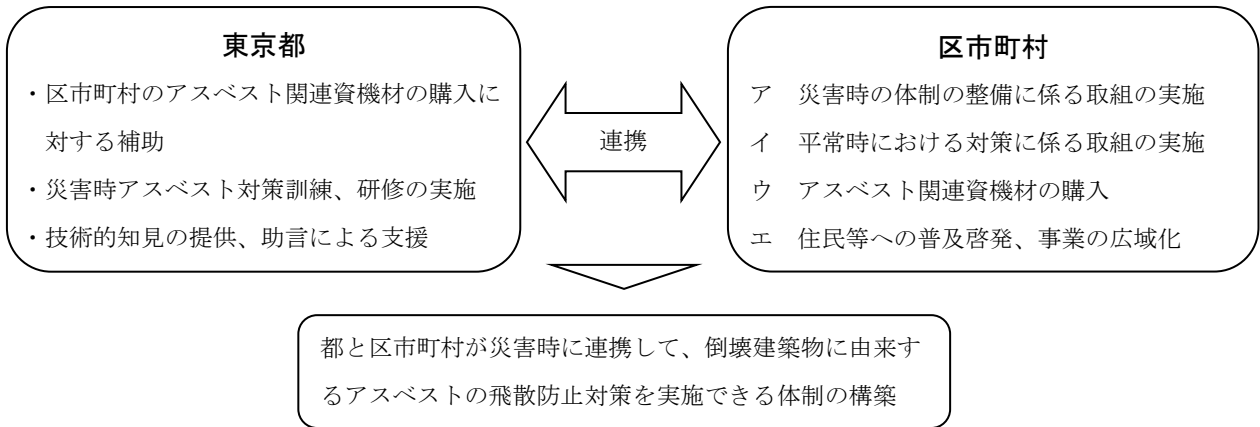 東京都
・区市町村のアスベスト関連資機材の購入に
対する補助
・災害時アスベスト対策訓練、研修の実施
・技術的知見の提供、助言による支援
連携
区市町村
ア 災害時の体制の整備に係る取組の実施
イ 平常時における対策に係る取組の実施
ウ アスベスト関連資機材の購入
エ 住民等への普及啓発、事業の広域化
都と区市町村が災害時に連携して、倒壊建築物に由来す
るアスベストの飛散防止対策を実施できる体制の構築